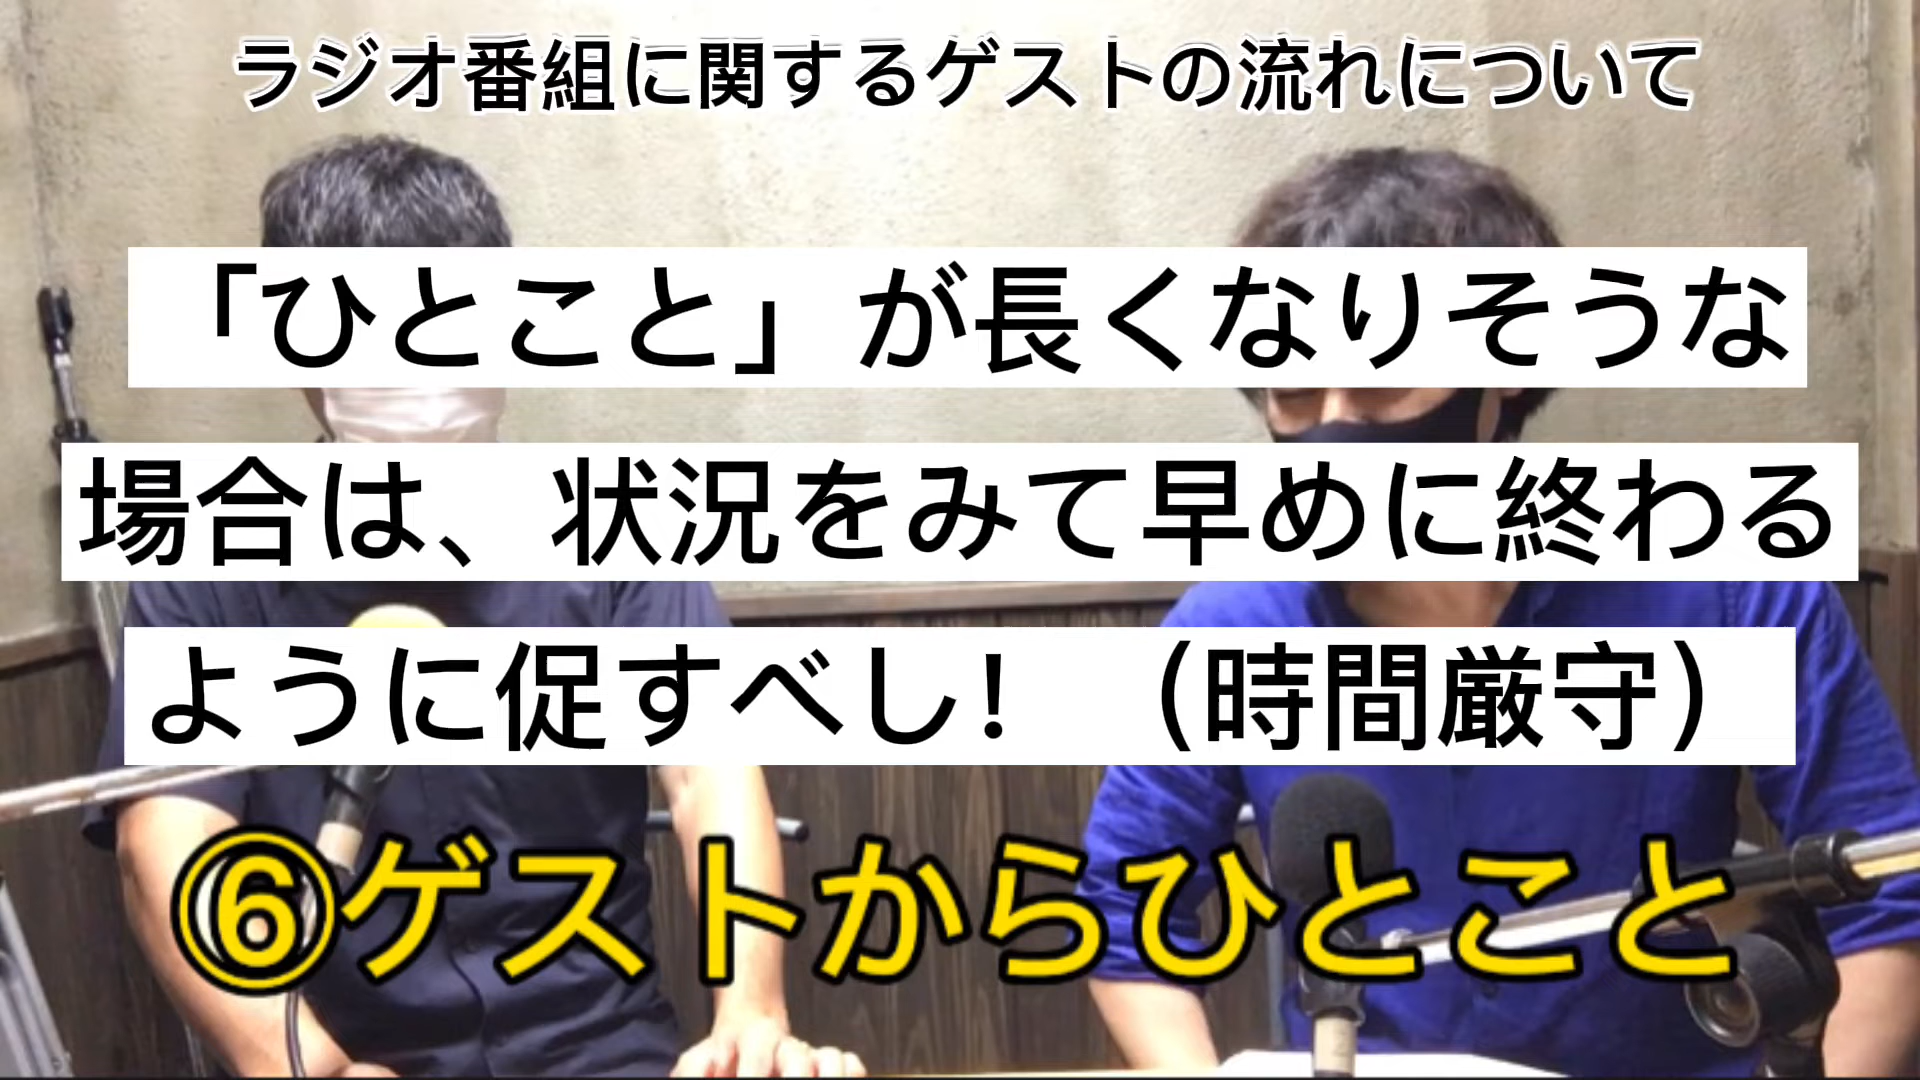 ラジオ番組に関するゲストの流れについて
「ひとこと」が長くなりそうな
場合は、状況をみて早めに終わる
ように促すべし！（時間厳守）
⑥ゲストからひとこと